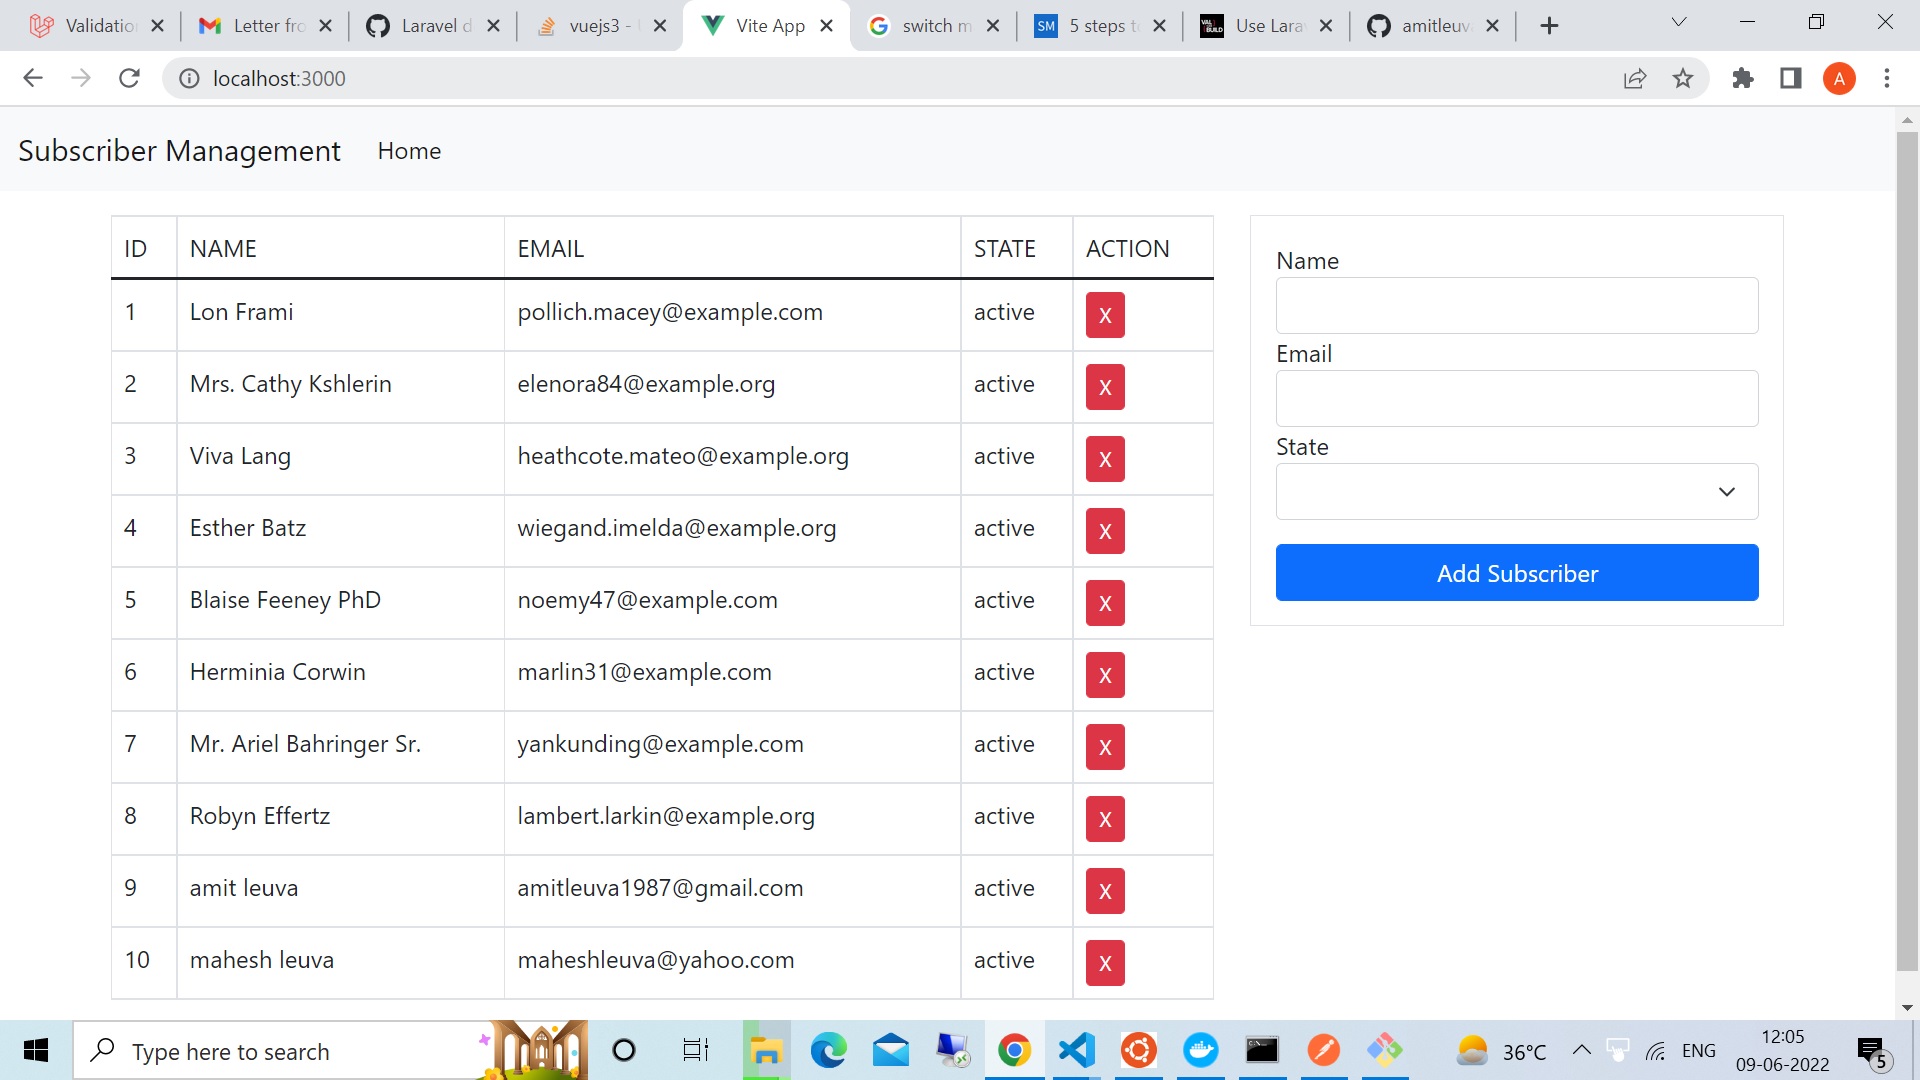 Validatio
Letter fro
Laravel d
vuejs3 -
Vite App
switch m
SM
5 steps to
Use Lara
amitleuv
localhost:3000
A
Subscriber Management
Home
ID NAME EMAIL STATE ACTION
1 Lon Frami pollich.macey@example.com active X
2 Mrs. Cathy Kshlerin elenora84@example.org active X
3 Viva Lang heathcote.mateo@example.org active X
4 Esther Batz wiegand.imelda@example.org active X
5 Blaise Feeney PhD noemy47@example.com active X
6 Herminia Corwin marlin31@example.com active X
7 Mr. Ariel Bahringer Sr. yankunding@example.com active X
8 Robyn Effertz lambert.larkin@example.org active X
9 amit leuva amitleuva1987@gmail.com active X
10 mahesh leuva maheshleuva@yahoo.com active X
Name
Email
State
Add Subscriber
Type here to search
36°C
ENG
12:05
09-06-2022
5